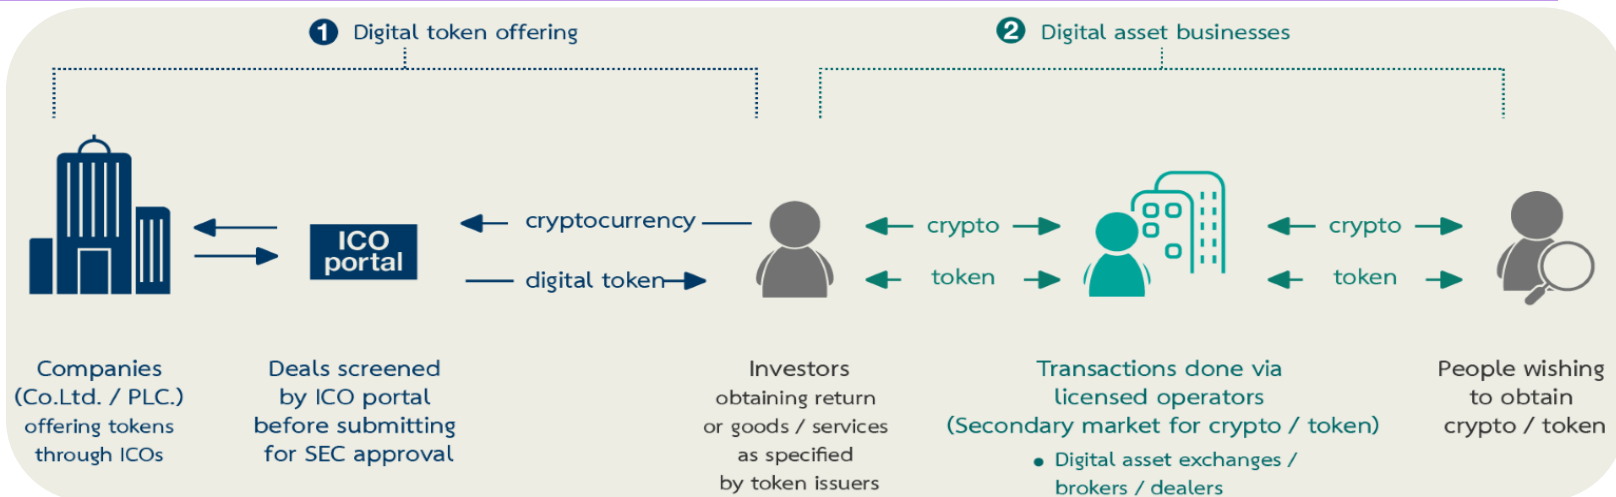 1 Digital token offering
2 Digital asset businesses
ICO
portal
cryptocurrency
digital token
crypto
token
crypto
token
Companies
(Co.Ltd. / PLC.)
offering tokens
through ICOs
Deals screened
by ICO portal
before submitting
for SEC approval
Investors
obtaining return
or goods / services
as specified
by token issuers
Transactions done via
licensed operators
(Secondary market for crypto / token)
• Digital asset exchanges /
brokers / dealers
People wishing
to obtain
crypto / token